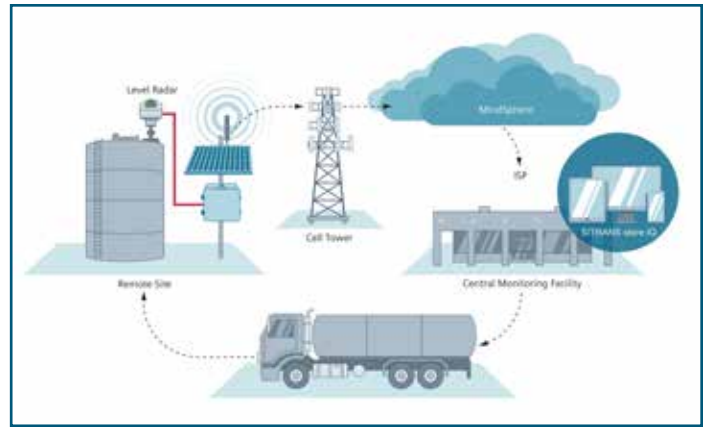 Level Radar
MindSphere
ISP
SITRANS store IQ
Cell Tower
Remote Site
Central Monitoring Facility